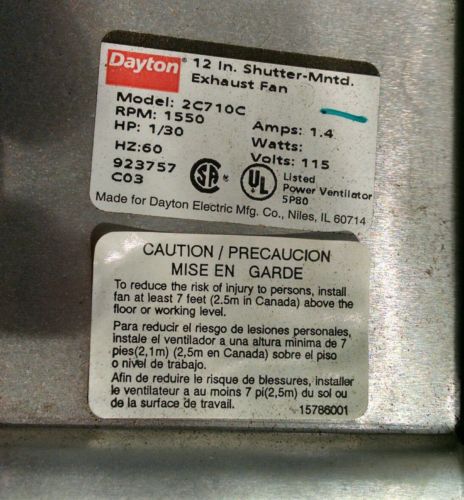 Dayton 12 In. Shutter-Mntd.
Exhaust Fan
Model: 2C710C
RPM: 1550 Amps: 1.4
HP: 1/30 Watts:
HZ:60 Volts: 115
923757
C03
SA
UL Listed
Power Ventilator
5P80
Made for Dayton Electric Mfg. Co., Niles, IL 60714
CAUTION / PRECAUCION
MISE EN GARDE
To reduce the risk of injury to persons, install
fan at least 7 feet (2.5m in Canada) above the
floor or working level.
Para reducir el riesgo de lesiones personales,
instale el ventilador a una altura minima de 7
pies(2,1m) (2,5m en Canada) sobre el piso
o nivel de trabajo.
Afin de reduire le risque de blessures, installer
le ventilateur a au moins 7 pi(2,5m) du sol ou
de la surface de travail. 15786001